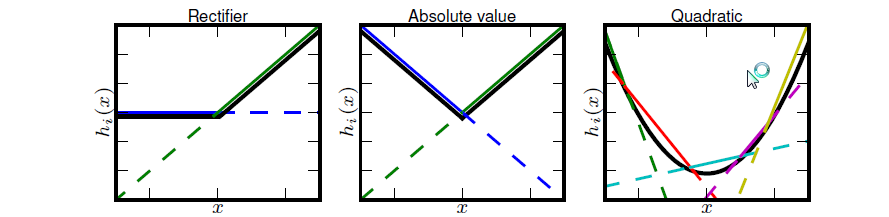 Rectifier
Absolute value
Quadratic
h_i(x)
x
h_i(x)
x
h_i(x)
x